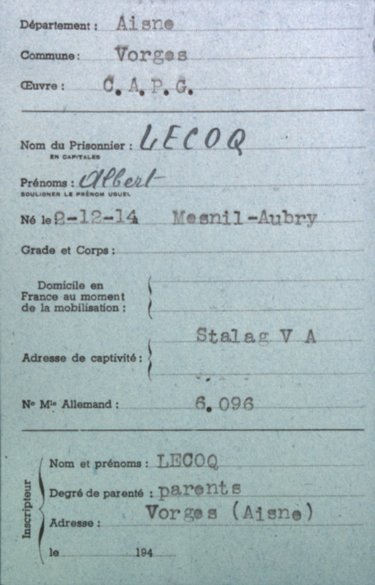 Département : Aisne
Commune : Vorges
Œuvre : C.A.P.G.
Nom du Prisonnier : LECOQ
EN CAPITALES
Prénoms : Albert
SOULIGNER LE PRÉNOM USUEL
Né le 2-12-14 Mesnil-Aubry
Grade et Corps :
Domicile en
France au moment
de la mobilisation :
Stalag V A
Adresse de captivité :
No Mle Allemand : 6.096
Inscripteur
Nom et prénoms : LECOQ
Degré de parenté : parents
Vorges (Aisne)
Adresse :
le 194